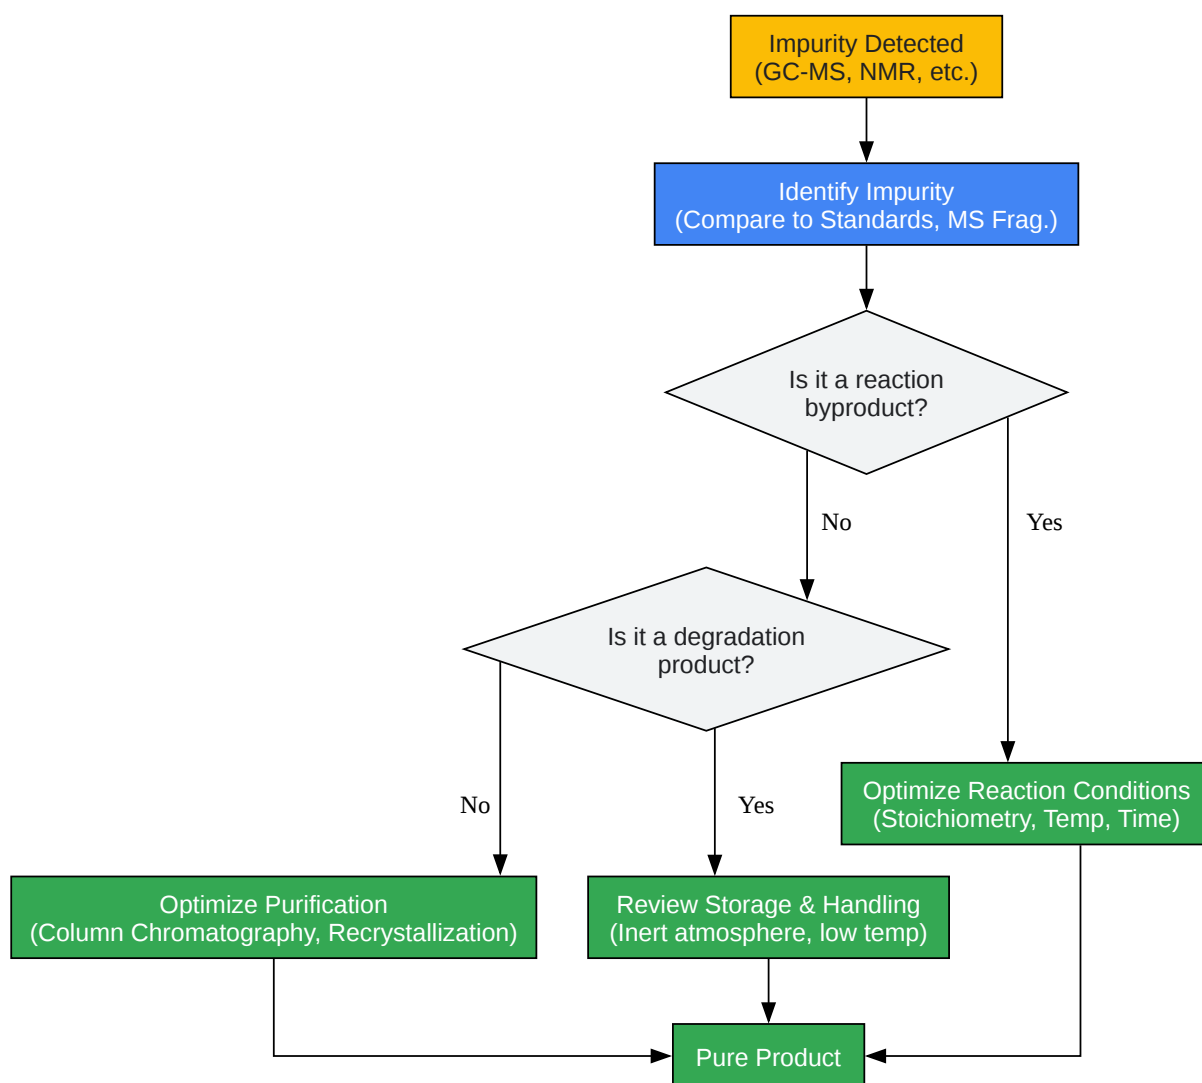 Impurity Detected
(GC-MS, NMR, etc.)
Identify Impurity
(Compare to Standards, MS Frag.)
Is it a reaction
byproduct?
No
Yes
Is it a degradation
product?
No
Yes
Optimize Reaction Conditions
(Stoichiometry, Temp, Time)
Optimize Purification
(Column Chromatography, Recrystallization)
Review Storage & Handling
(Inert atmosphere, low temp)
Pure Product